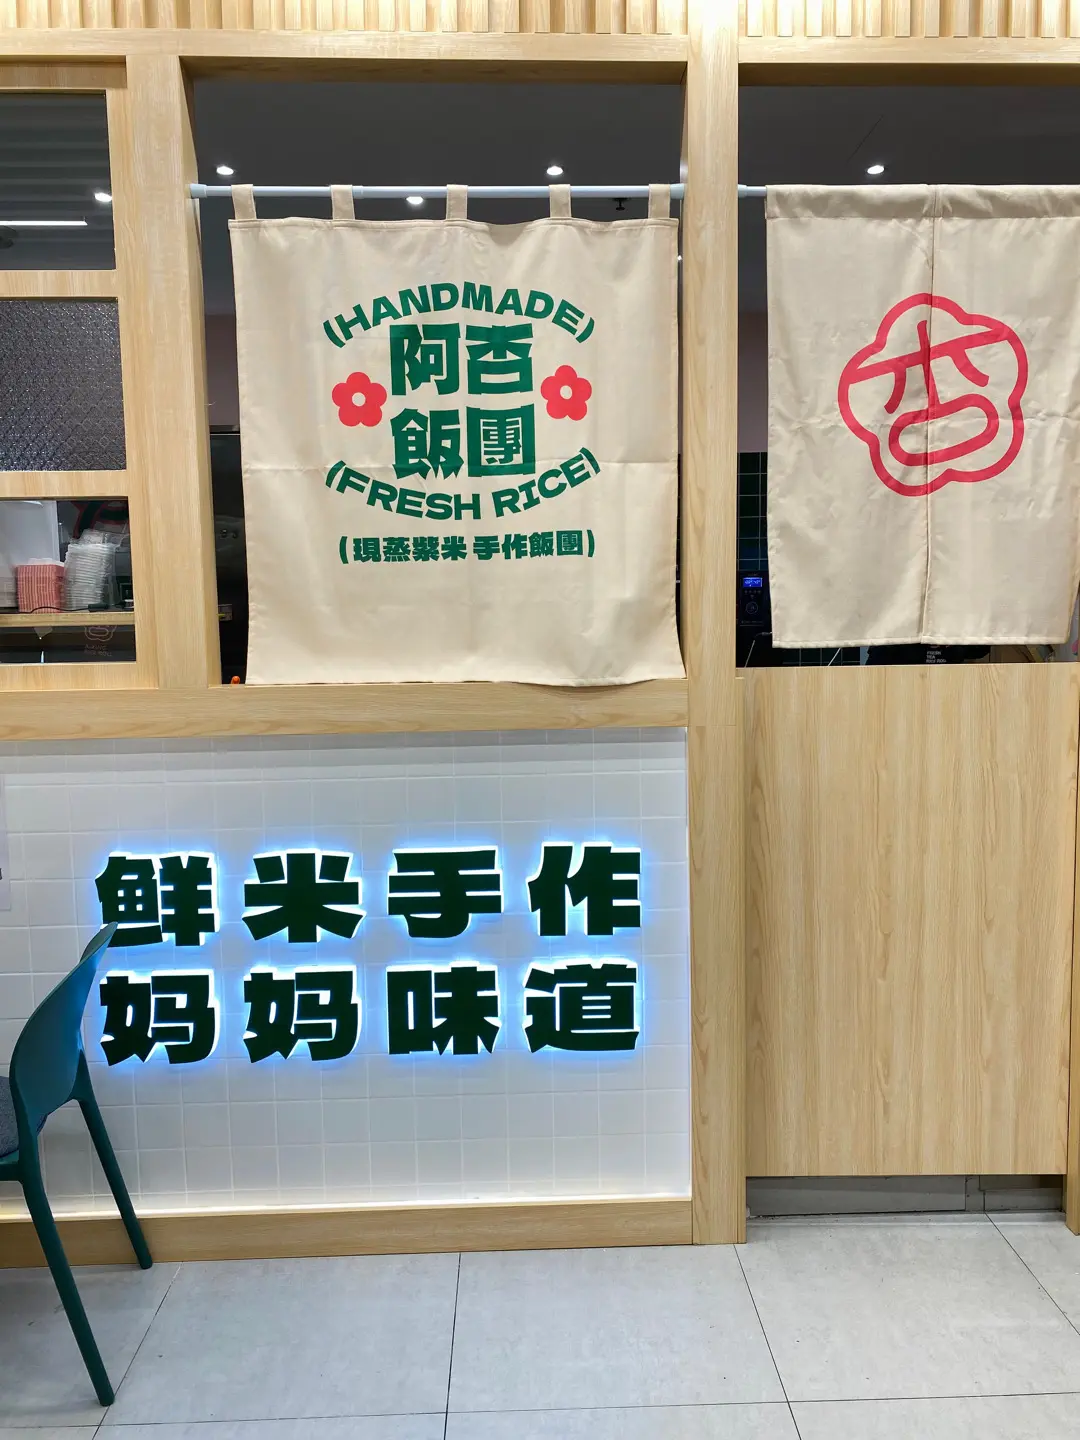 (HANDMADE)
阿杏
飯團
(FRESH RICE)
(現蒸紫米 手作飯團)
杏
鲜米手作
妈妈味道